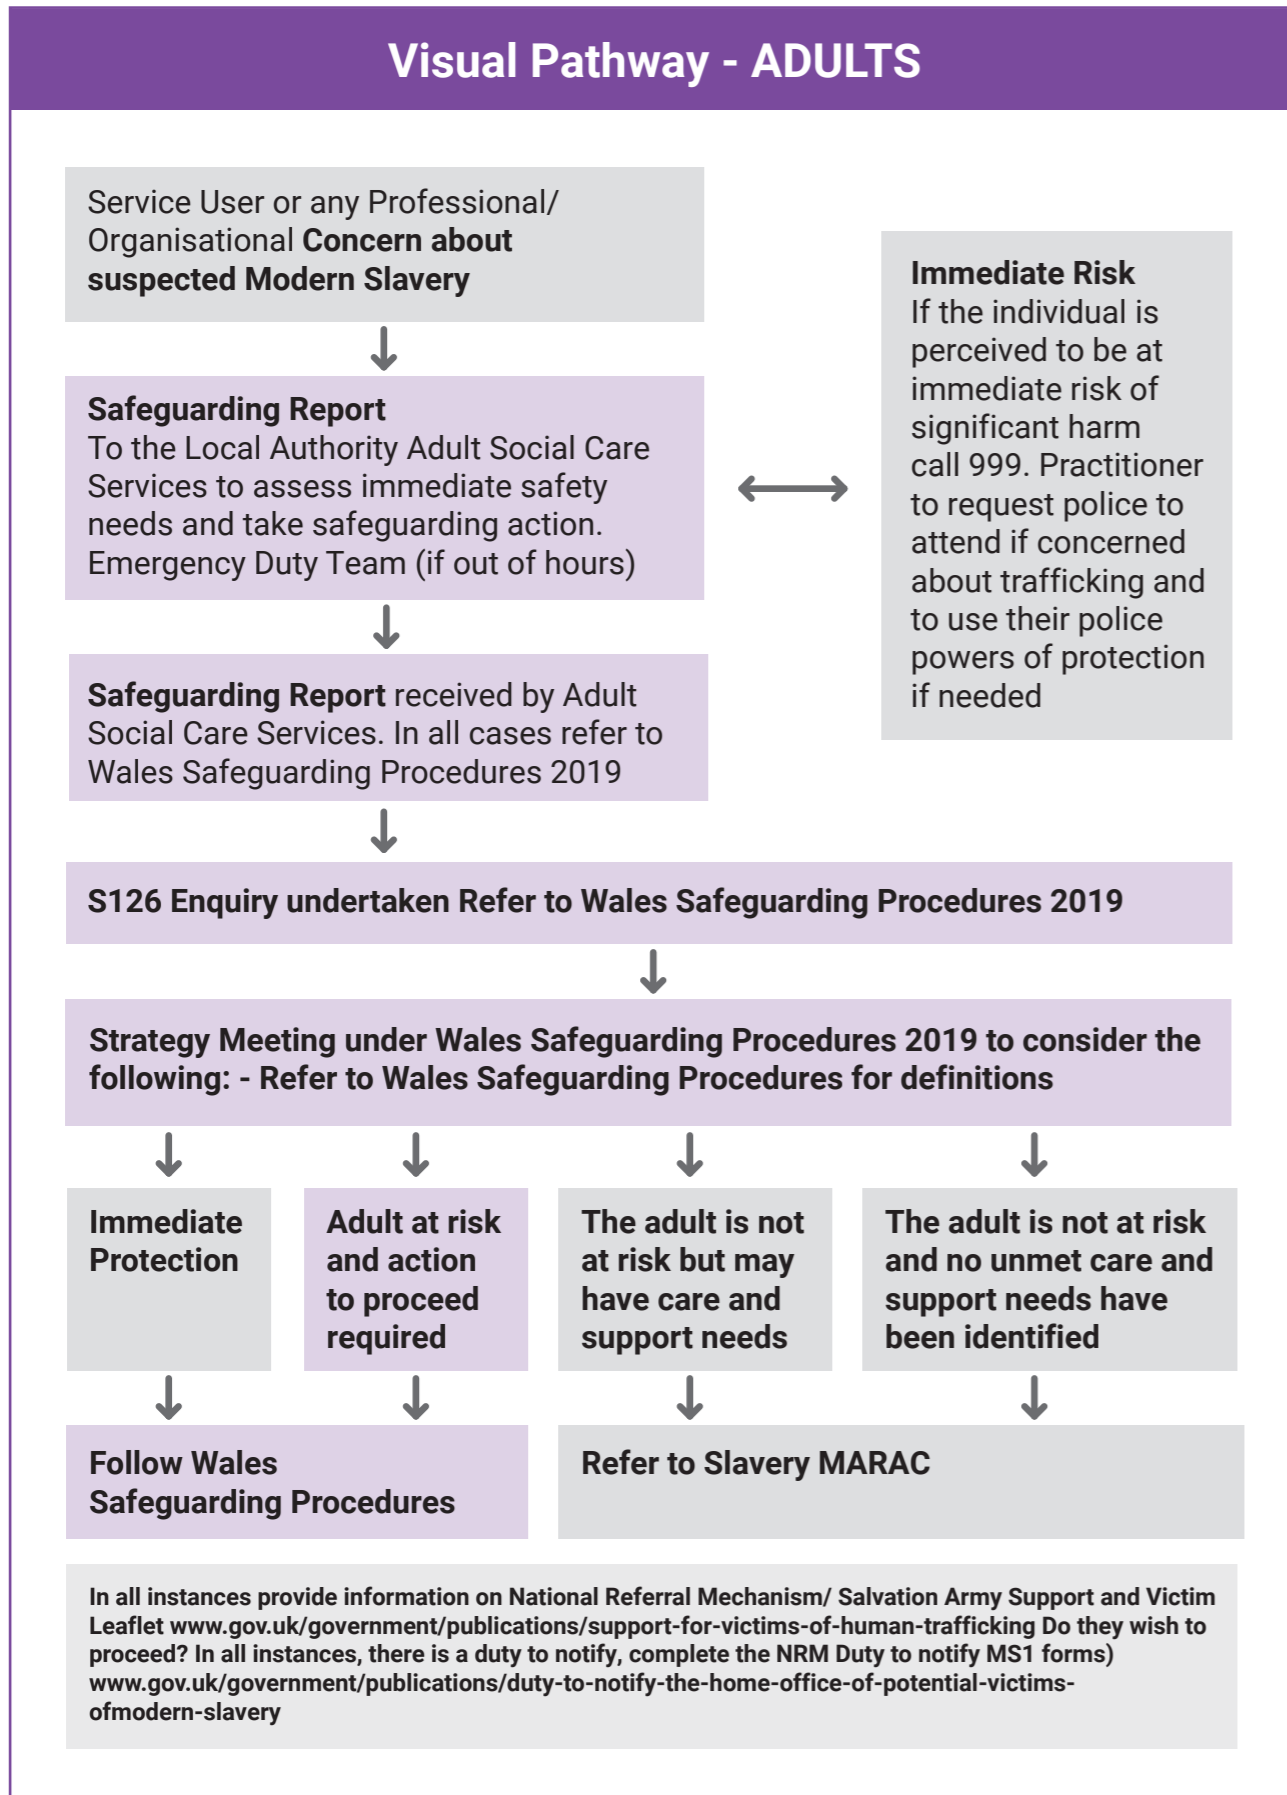 Visual Pathway - ADULTS
Service User or any Professional/
Organisational Concern about
suspected Modern Slavery
Safeguarding Report
To the Local Authority Adult Social Care
Services to assess immediate safety
needs and take safeguarding action.
Emergency Duty Team (if out of hours)
Immediate Risk
If the individual is
perceived to be at
immediate risk of
significant harm
call 999. Practitioner
to request police to
attend if concerned
about trafficking and
to use their police
powers of protection
if needed
Safeguarding Report received by Adult
Social Care Services. In all cases refer to
Wales Safeguarding Procedures 2019
S126 Enquiry undertaken Refer to Wales Safeguarding Procedures 2019
Strategy Meeting under Wales Safeguarding Procedures 2019 to consider the
following: - Refer to Wales Safeguarding Procedures for definitions
Immediate
Protection
Adult at risk
and action
to proceed
required
The adult is not
at risk but may
have care and
support needs
The adult is not at risk
and no unmet care and
support needs have
been identified
Follow Wales
Safeguarding Procedures
Refer to Slavery MARAC
In all instances provide information on National Referral Mechanism/ Salvation Army Support and Victim
Leaflet www.gov.uk/government/publications/support-for-victims-of-human-trafficking Do they wish to
proceed? In all instances, there is a duty to notify, complete the NRM Duty to notify MS1 forms)
www.gov.uk/government/publications/duty-to-notify-the-home-office-of-potential-victims-
ofmodern-slavery